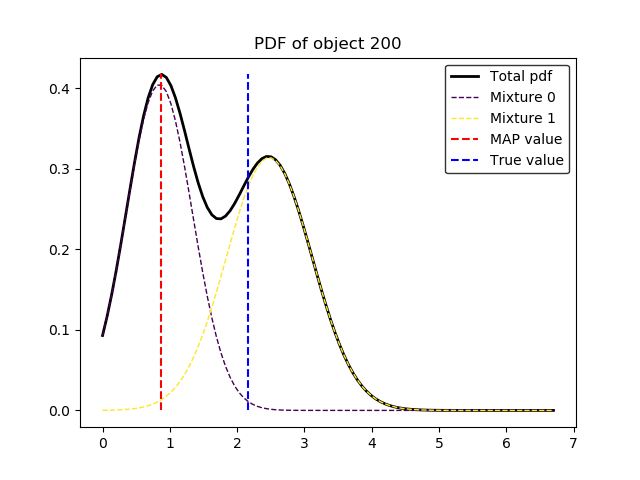 PDF of object 200
Total pdf
Mixture 0
Mixture 1
MAP value
True value
0.4
0.3
0.2
0.1
0.0
0 1 2 3 4 5 6 7